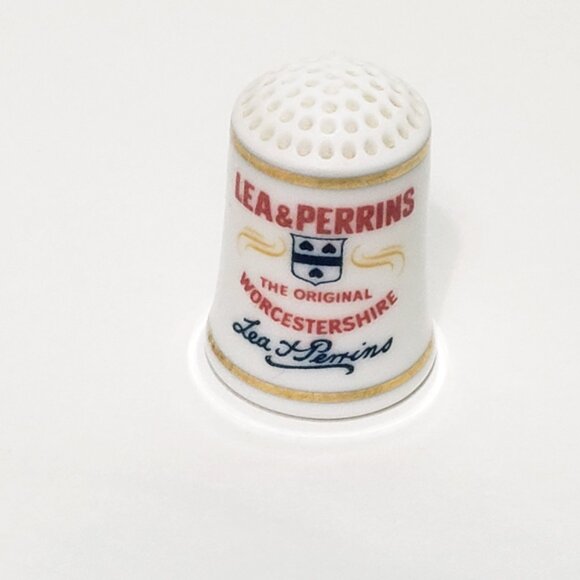 LEA & PERRINS
THE ORIGINAL
WORCESTERSHIRE
Lea & Perrins